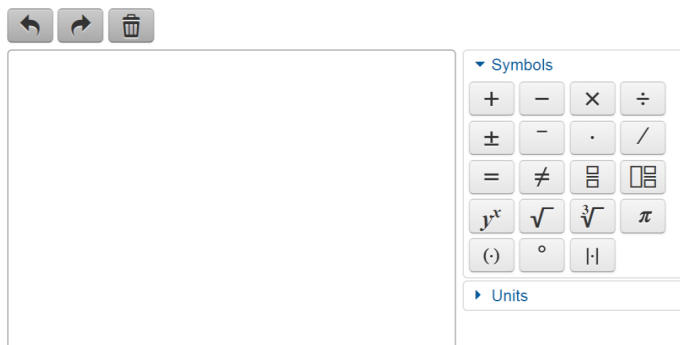 Symbols
+ − × ÷
± − · /
= ≠
yˣ √ ∛ π
(·) ° |·|
Units